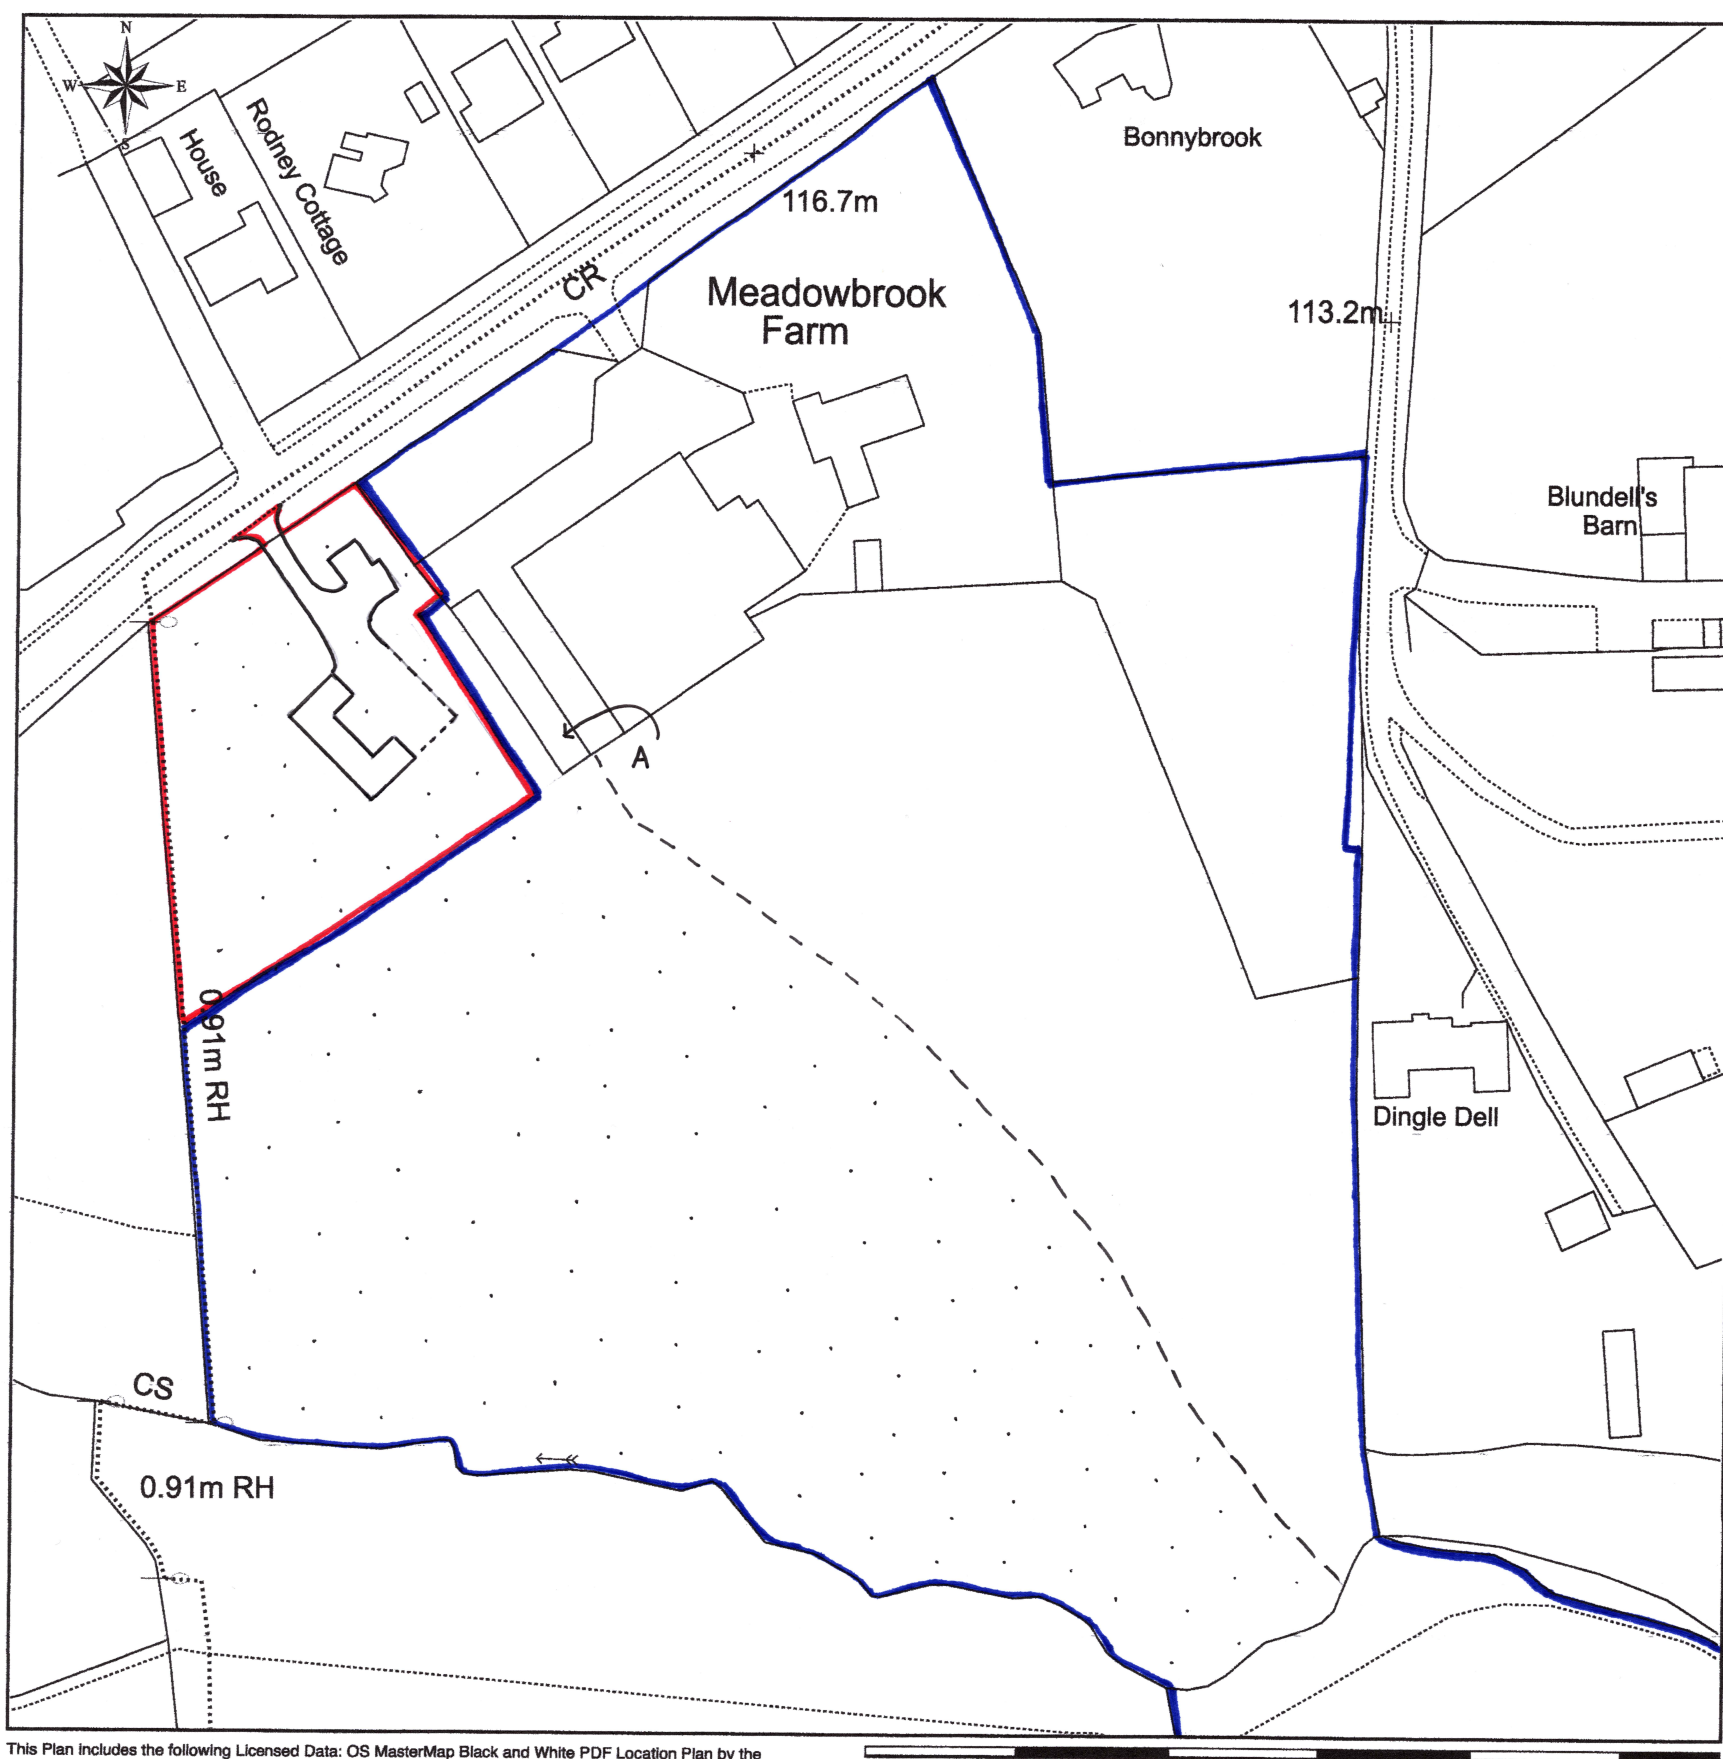 N
W E
S
House
Rodney Cottage
Bonnybrook
116.7m
CR
Meadowbrook
Farm
113.2m
Blundell's
Barn
A
0.91m RH
Dingle Dell
CS
0.91m RH
This Plan includes the following Licensed Data: OS MasterMap Black and White PDF Location Plan by the